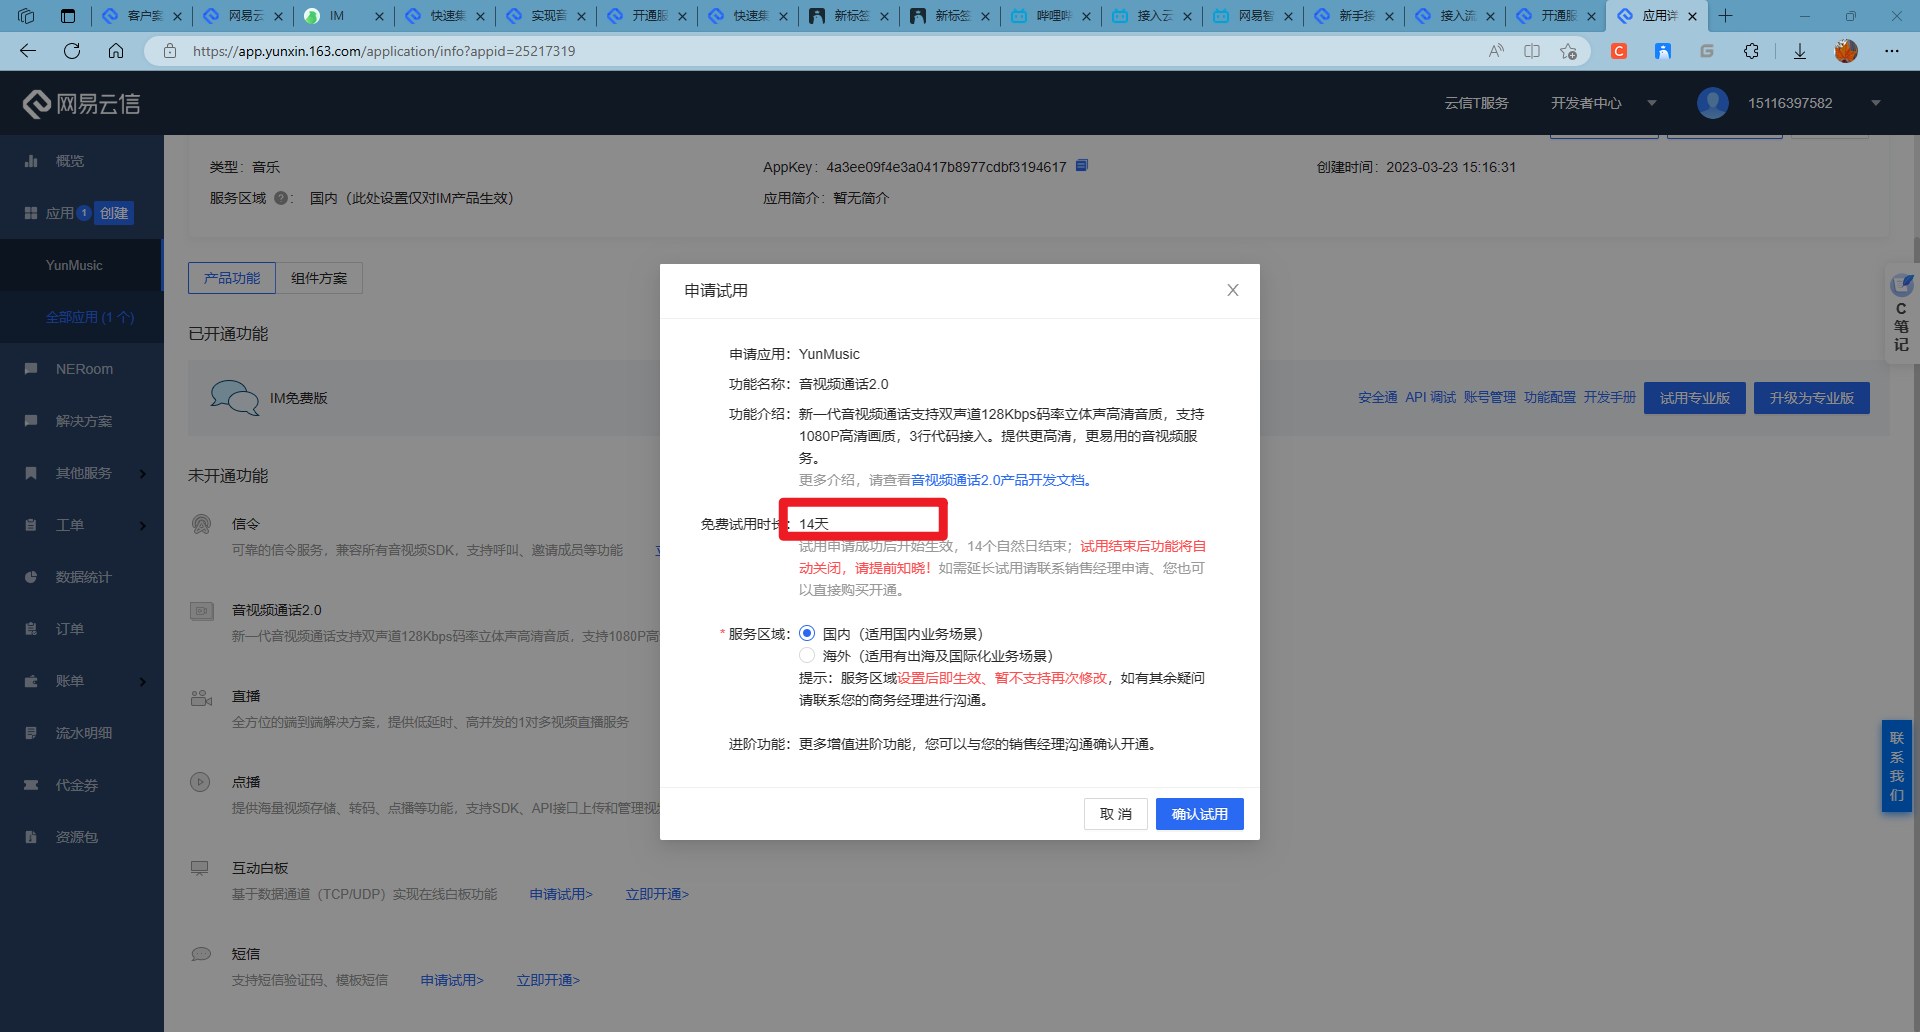 客户案
网易云
IM
快速集
实现音
开通服
快速集
新标签
新标签
哔哩哔
接入云
网易智
新手接
接入流
开通服
应用详
https://app.yunxin.163.com/application/info?appid=25217319
网易云信
云信T服务
开发者中心
15116397582
概览
应用 1 创建
YunMusic
全部应用 (1 个)
NERoom
解决方案
其他服务
工单
数据统计
订单
账单
流水明细
代金券
资源包
类型：音乐
AppKey：4a3ee09f4e3a0417b8977cdbf3194617
创建时间：2023-03-23 15:16:31
服务区域 ?： 国内（此处设置仅对IM产品生效）
应用简介：暂无简介
产品功能
组件方案
已开通功能
IM免费版
安全通 API 调试 账号管理 功能配置 开发手册 试用专业版 升级为专业版
未开通功能
信令
可靠的信令服务，兼容所有音视频SDK，支持呼叫、邀请成员等功能
音视频通话2.0
新一代音视频通话支持双声道128Kbps码率立体声高清音质，支持1080P高
直播
全方位的端到端解决方案，提供低延时、高并发的1对多视频直播服务
点播
提供海量视频存储、转码、点播等功能，支持SDK、API接口上传和管理视
互动白板
基于数据通道（TCP/UDP）实现在线白板功能 申请试用> 立即开通>
短信
支持短信验证码、模板短信 申请试用> 立即开通>
申请试用
申请应用：YunMusic
功能名称：音视频通话2.0
功能介绍：新一代音视频通话支持双声道128Kbps码率立体声高清音质，支持
1080P高清画质，3行代码接入。提供更高清，更易用的音视频服
务。
更多介绍，请查看音视频通话2.0产品开发文档。
免费试用时长：14天
试用申请成功后开始生效，14个自然日结束；试用结束后功能将自
动关闭，请提前知晓！如需延长试用请联系销售经理申请、您也可
以直接购买开通。
* 服务区域：国内（适用国内业务场景）
海外（适用有出海及国际化业务场景）
提示：服务区域设置后即生效、暂不支持再次修改，如有其余疑问
请联系您的商务经理进行沟通。
进阶功能：更多增值进阶功能，您可以与您的销售经理沟通确认开通。
取 消
确认试用
C
笔
记
联
系
我
们